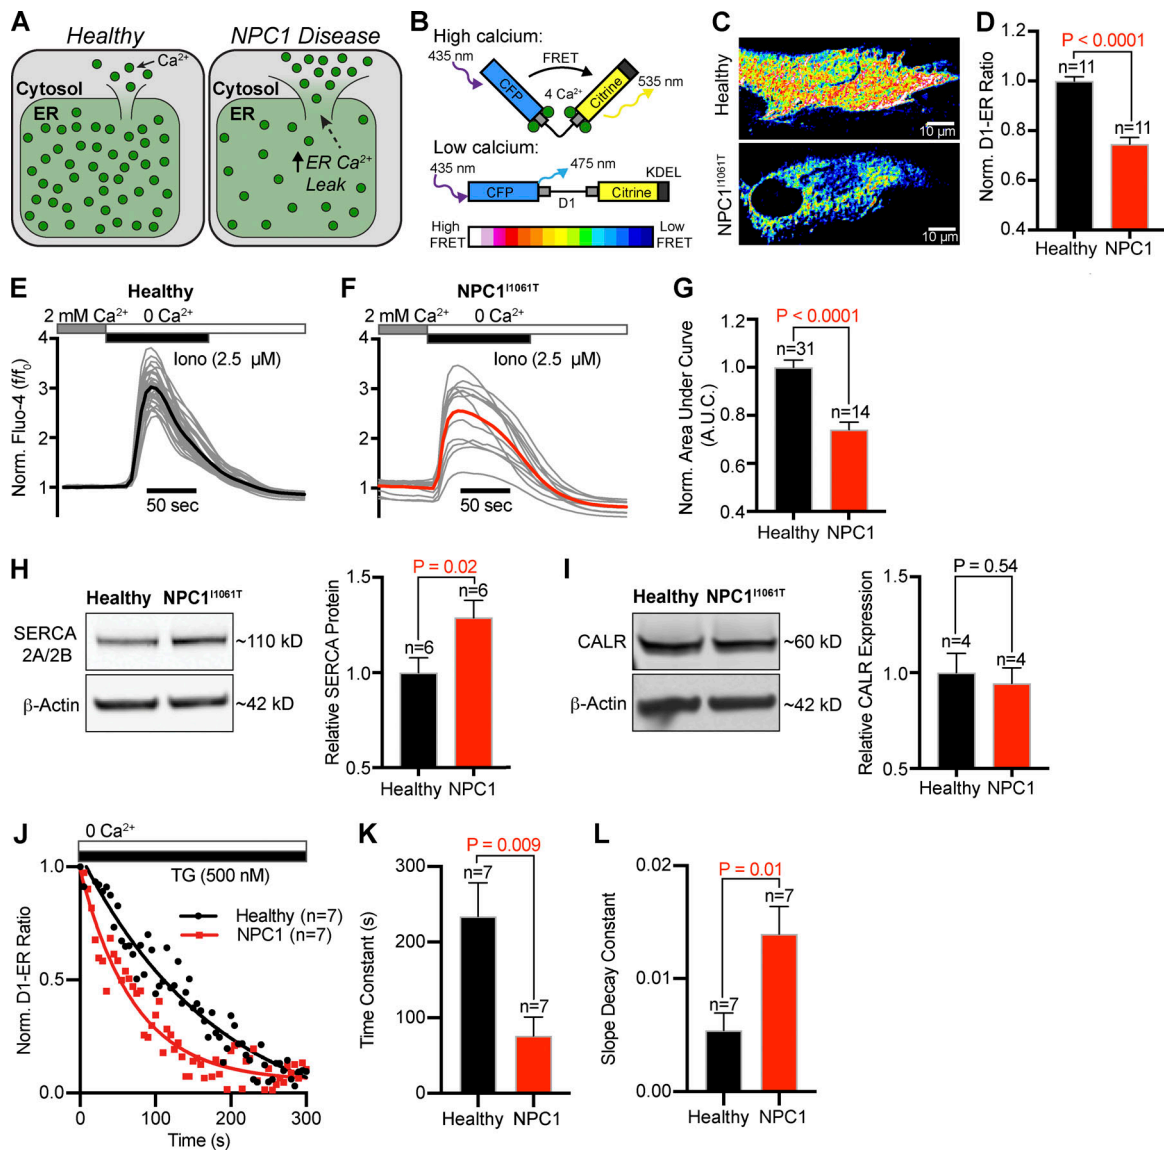 A
Healthy
NPC1 Disease
Ca²⁺
Cytosol
ER
Cytosol
ER
ER Ca²⁺
Leak
B
High calcium:
435 nm
FRET
535 nm
CFP
4 Ca²⁺
Citrine
Low calcium:
435 nm
475 nm
KDEL
CFP
D1
Citrine
High
FRET
Low
FRET
C
Healthy
10 µm
NPC1ᴵ¹⁰⁶¹ᵀ
10 µm
D
Norm. D1-ER Ratio
1.2
1.0
0.8
0.6
0.4
P < 0.0001
n=11
n=11
Healthy
NPC1
E
Healthy
2 mM Ca²⁺
0 Ca²⁺
Iono (2.5 µM)
Norm. Fluo-4 (f/f₀)
4
3
2
1
50 sec
F
NPC1ᴵ¹⁰⁶¹ᵀ
2 mM Ca²⁺
0 Ca²⁺
Iono (2.5 µM)
4
3
2
1
50 sec
G
Norm. Area Under Curve
(A.U.C.)
1.2
1.0
0.8
0.6
0.4
P < 0.0001
n=31
n=14
Healthy NPC1
H
Healthy NPC1ᴵ¹⁰⁶¹ᵀ
SERCA
2A/2B
~110 kD
β-Actin
~42 kD
Relative SERCA Protein
1.5
1.0
0.5
P = 0.02
n=6
n=6
Healthy NPC1
I
Healthy NPC1ᴵ¹⁰⁶¹ᵀ
CALR
~60 kD
β-Actin
~42 kD
Relative CALR Expression
1.5
1.0
0.5
P = 0.54
n=4
n=4
Healthy NPC1
J
0 Ca²⁺
TG (500 nM)
Healthy (n=7)
NPC1 (n=7)
Norm. D1-ER Ratio
1.0
0.5
0.0
0
100
200
300
Time (s)
K
Time Constant (s)
300
200
100
0
P = 0.009
n=7
n=7
Healthy NPC1
L
Slope Decay Constant
0.02
0.01
0.00
P = 0.01
n=7
n=7
Healthy NPC1